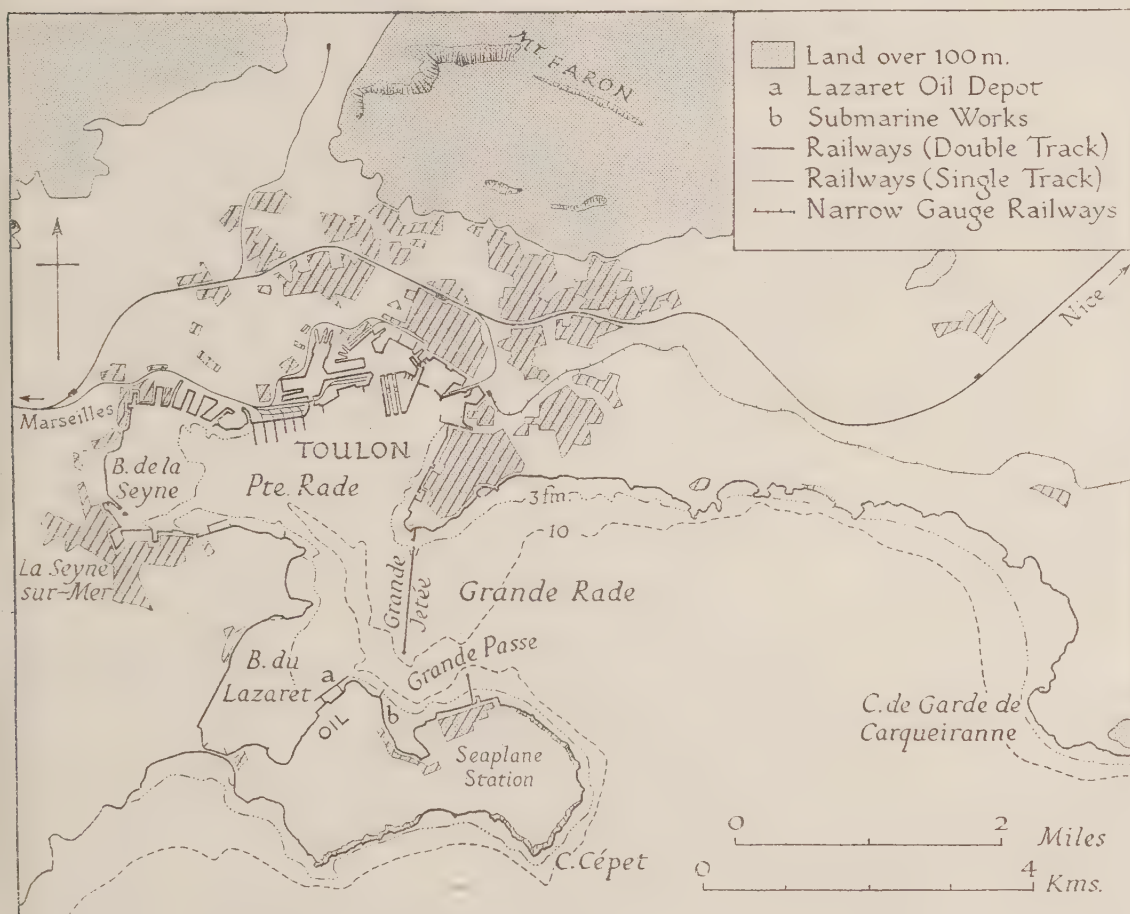 Mt. FARON
Land over 100 m.
a Lazaret Oil Depot
b Submarine Works
Railways (Double Track)
Railways (Single Track)
Narrow Gauge Railways
Nice
Marseilles
TOULON
B. de la
Seyne
Pte. Rade
3fm
10
La Seyne
sur-Mer
Grande
Jetée
Grande Rade
Grande Passe
B. du
Lazaret
a
OIL
b
Seaplane
Station
C. de Garde de
Carqueiranne
C. Cépet
0 2
Miles
0 4
Kms.